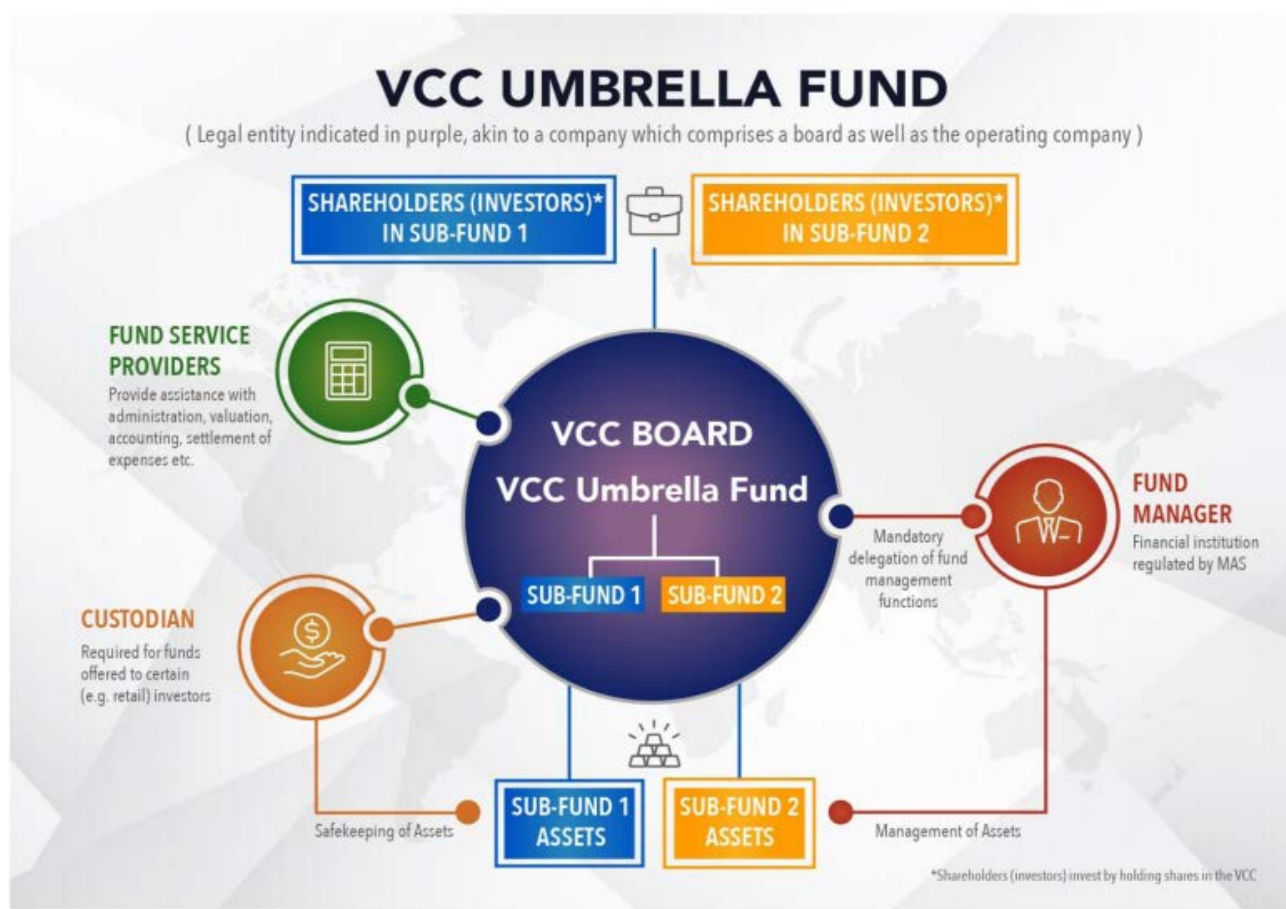 VCC UMBRELLA FUND
( Legal entity indicated in purple, akin to a company which comprises a board as well as the operating company )
SHAREHOLDERS (INVESTORS)*
IN SUB-FUND 1
SHAREHOLDERS (INVESTORS)*
IN SUB-FUND 2
FUND SERVICE
PROVIDERS
Provide assistance with
administration, valuation,
accounting, settlement of
expenses etc.
VCC BOARD
VCC Umbrella Fund
SUB-FUND 1
SUB-FUND 2
Mandatory
delegation of fund
management
functions
FUND
MANAGER
Financial institution
regulated by MAS
CUSTODIAN
Required for funds
offered to certain
(e.g. retail) investors
Safekeeping of Assets
SUB-FUND 1
ASSETS
SUB-FUND 2
ASSETS
Management of Assets
*Shareholders (investors) invest by holding shares in the VCC